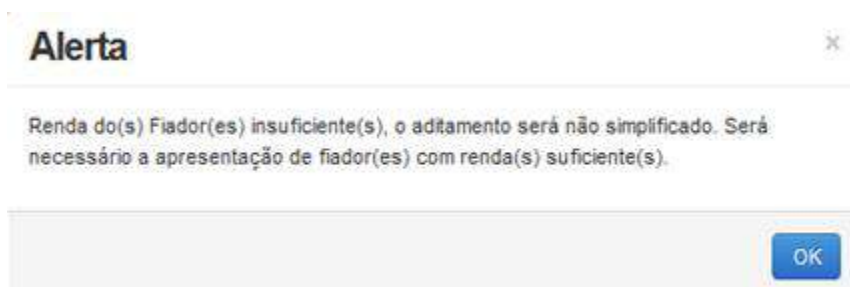 Alerta
Renda do(s) Fiador(es) insuficiente(s), o aditamento será não simplificado. Será
necessário a apresentação de fiador(es) com renda(s) suficiente(s).
OK